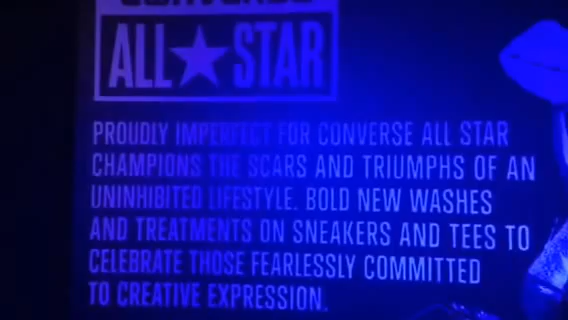 CONVERSE
ALL ★ STAR
PROUDLY IMPERFECT FOR CONVERSE ALL STAR
CHAMPIONS THE SCARS AND TRIUMPHS OF AN
UNINHIBITED LIFESTYLE. BOLD NEW WASHES
AND TREATMENTS ON SNEAKERS AND TEES TO
CELEBRATE THOSE FEARLESSLY COMMITTED
TO CREATIVE EXPRESSION.